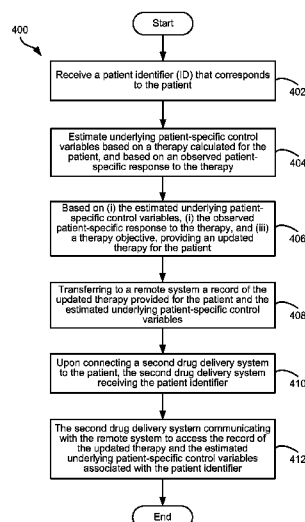 400
Start
Receive a patient identifier (ID) that corresponds
to the patient
402
Estimate underlying patient-specific control
variables based on a therapy calculated for the
patient, and based on an observed patient-
specific response to the therapy
404
Based on (i) the estimated underlying patient-
specific control variables, (i) the observed
patient-specific response to the therapy, and (iii)
a therapy objective, providing an updated
therapy for the patient
406
Transferring to a remote system a record of the
updated therapy provided for the patient and the
estimated underlying patient-specific control
variables
408
Upon connecting a second drug delivery system
to the patient, the second drug delivery system
receiving the patient identifier
410
The second drug delivery system communicating
with the remote system to access the record of
the updated therapy and the estimated
underlying patient-specific control variables
associated with the patient identifier
412
End